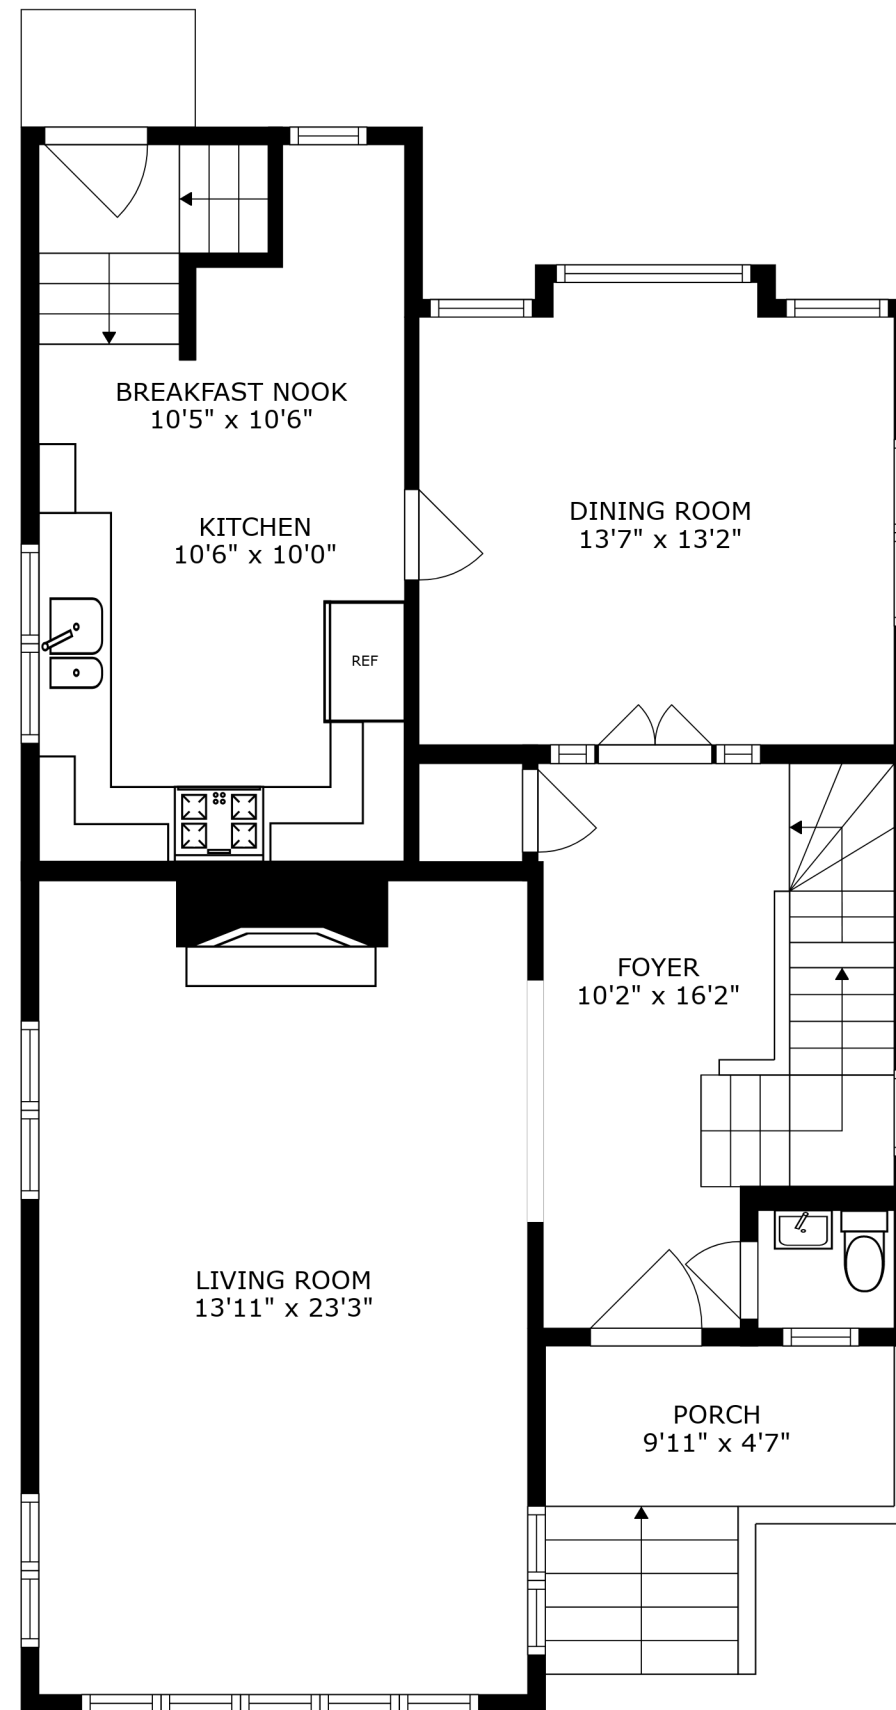 BREAKFAST NOOK
10'5" x 10'6"
KITCHEN
10'6" x 10'0"
DINING ROOM
13'7" x 13'2"
REF
FOYER
10'2" x 16'2"
LIVING ROOM
13'11" x 23'3"
PORCH
9'11" x 4'7"